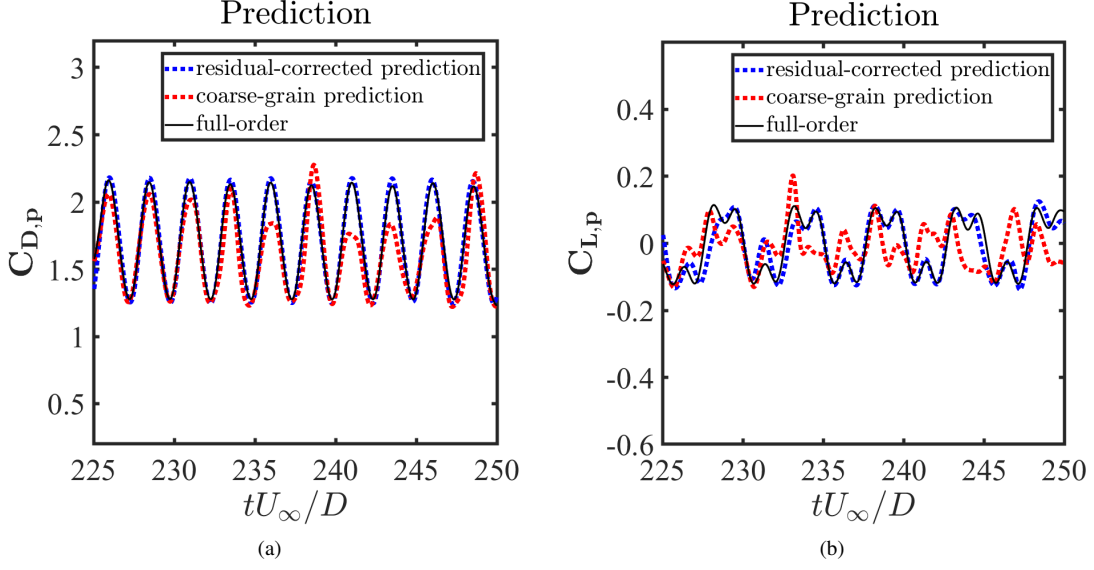 Prediction
residual-corrected prediction
coarse-grain prediction
full-order
3
2.5
2
1.5
1
0.5
C_{D,p}
225 230 235 240 245 250
tU_∞/D
(a)
Prediction
residual-corrected prediction
coarse-grain prediction
full-order
0.4
0.2
0
-0.2
-0.4
-0.6
C_{L,p}
225 230 235 240 245 250
tU_∞/D
(b)